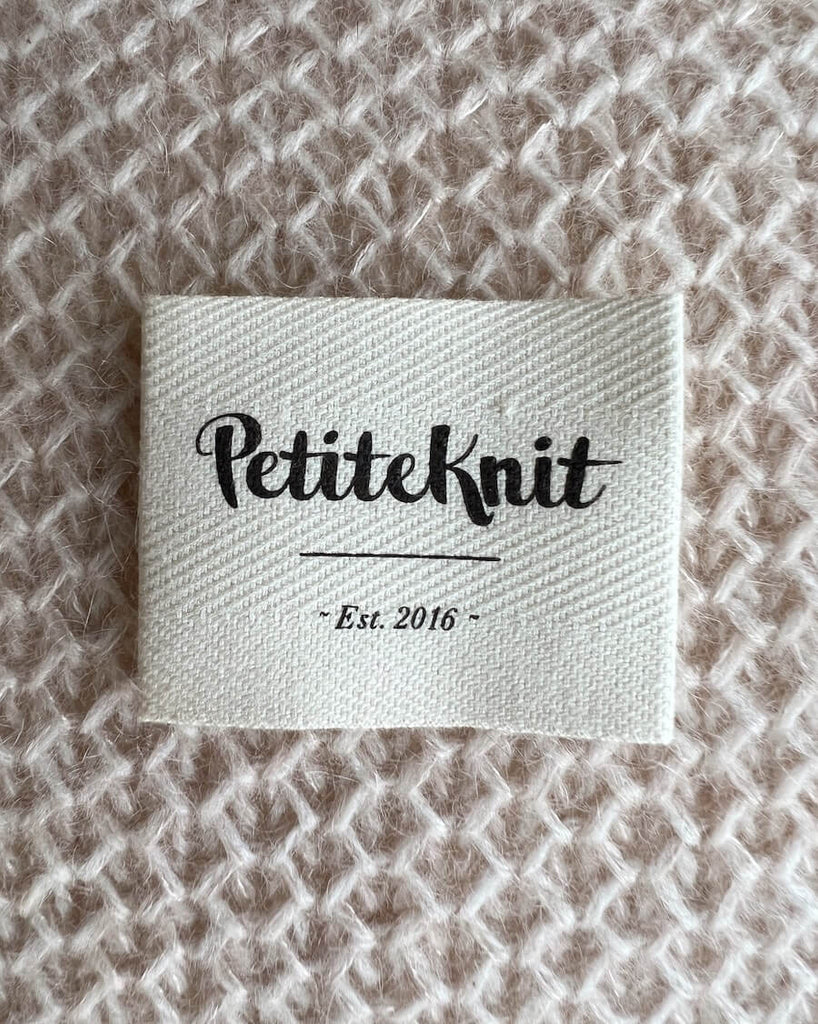 PetiteKnit
~ Est. 2016 ~